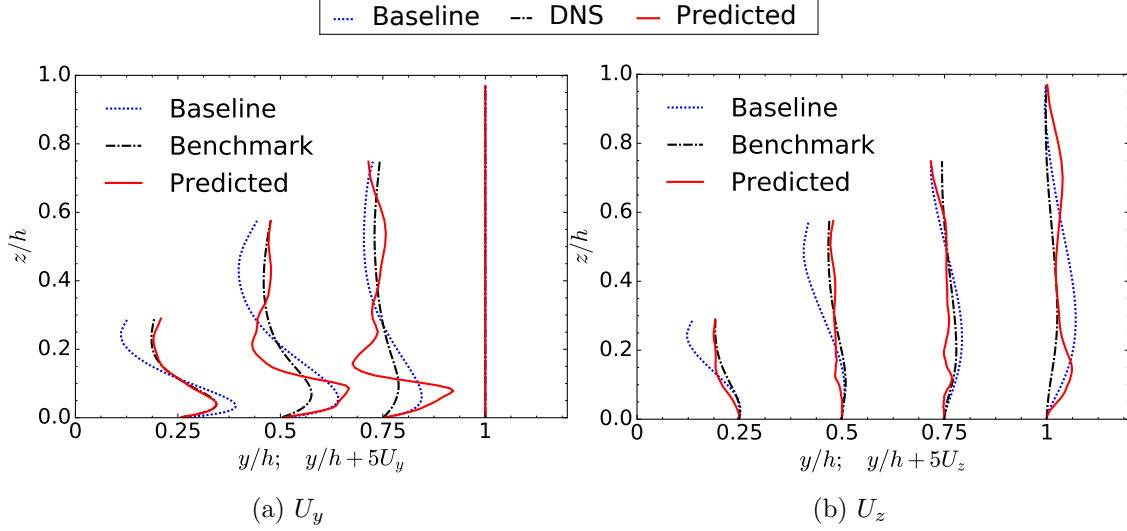 Baseline DNS Predicted
Baseline
Benchmark
Predicted
1.0
0.8
0.6
0.4
0.2
0.0
z/h
0 0.25 0.5 0.75 1
y/h; y/h + 5U_y
(a) U_y
Baseline
Benchmark
Predicted
1.0
0.8
0.6
0.4
0.2
0.0
z/h
0 0.25 0.5 0.75 1
y/h; y/h + 5U_z
(b) U_z